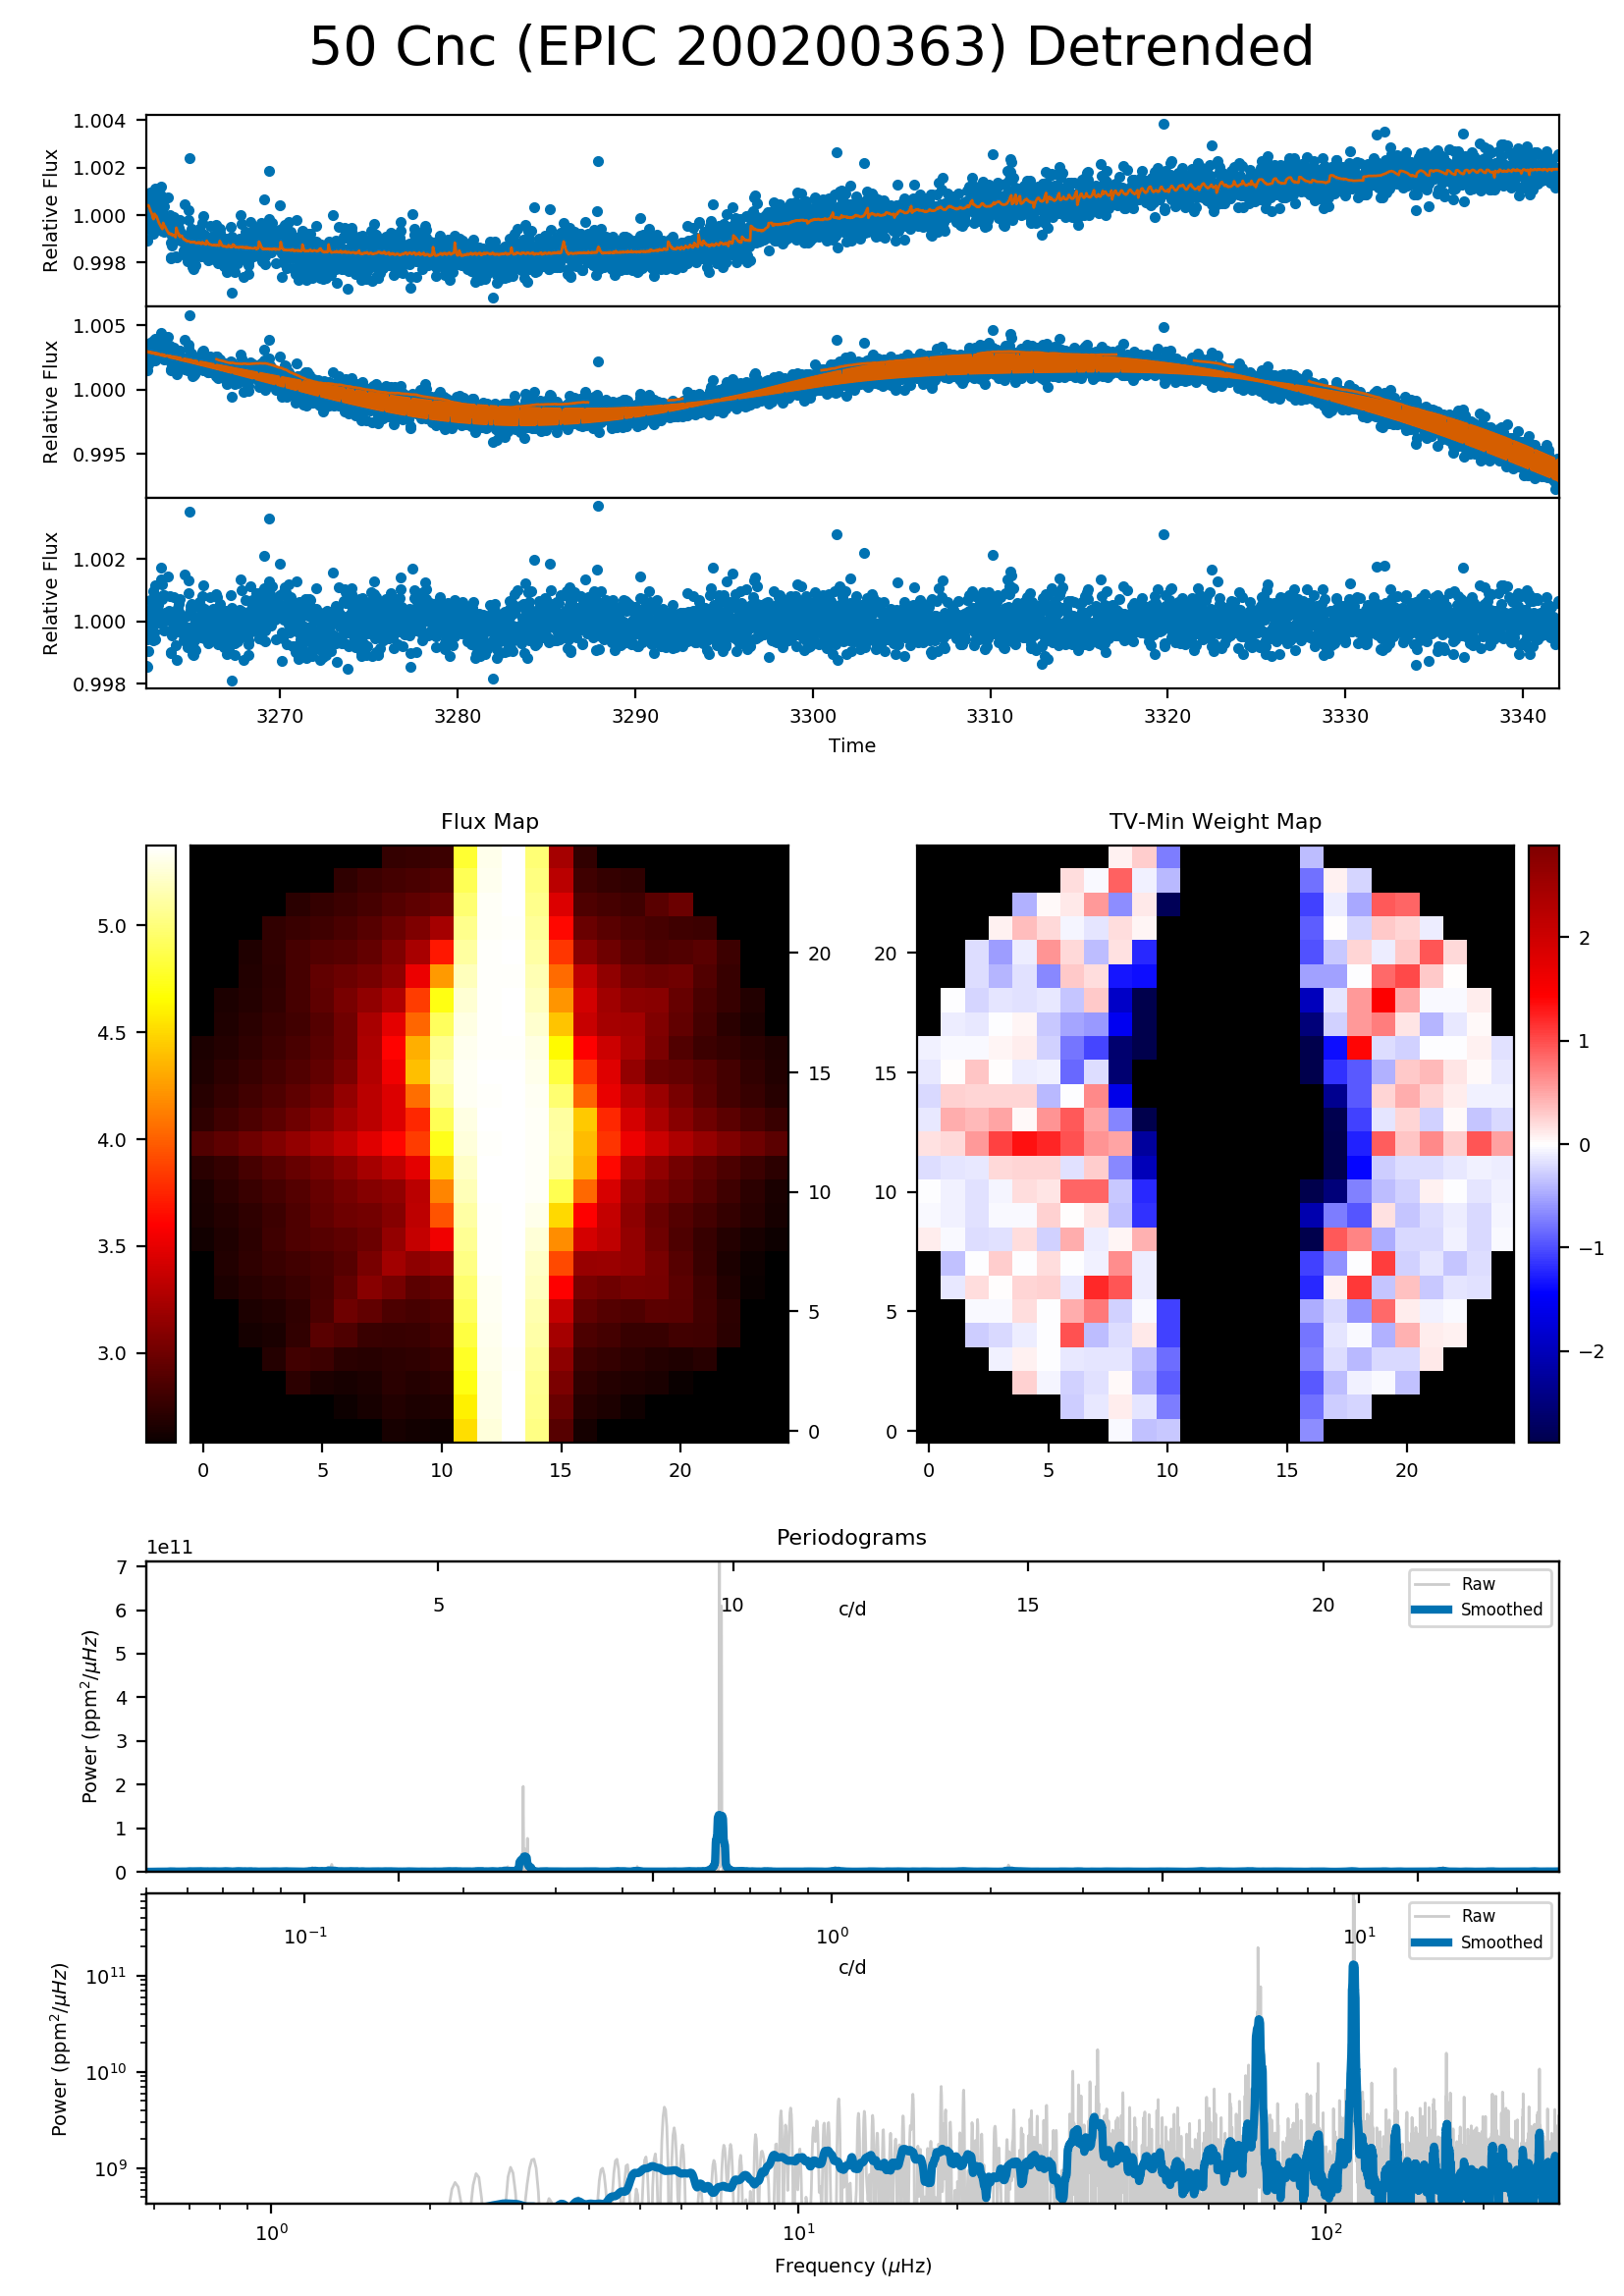 50 Cnc (EPIC 200200363) Detrended
1.004
1.002
1.000
0.998
Relative Flux
1.005
1.000
0.995
Relative Flux
1.002
1.000
0.998
Relative Flux
3270 3280 3290 3300 3310 3320 3330 3340
Time
Flux Map
TV-Min Weight Map
5.0
4.5
4.0
3.5
3.0
20
15
10
5
0
0 5 10 15 20
20
15
10
5
0
0 5 10 15 20
2
1
0
−1
−2
Periodograms
1e11
7
6
5
4
3
2
1
0
Power (ppm²/μHz)
5 10 15 20
c/d
Raw
Smoothed
10⁻¹ 10⁰ 10¹
c/d
Raw
Smoothed
10¹¹
10¹⁰
10⁹
Power (ppm²/μHz)
10⁰ 10¹ 10²
Frequency (μHz)